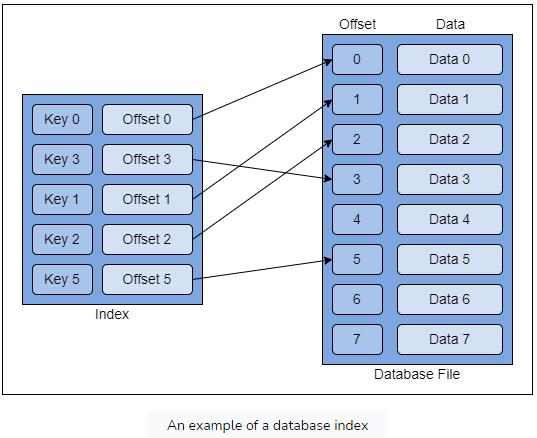 Offset Data
0 Data 0
1 Data 1
2 Data 2
3 Data 3
4 Data 4
5 Data 5
6 Data 6
7 Data 7
Database File
Key 0 Offset 0
Key 3 Offset 3
Key 1 Offset 1
Key 2 Offset 2
Key 5 Offset 5
Index
An example of a database index